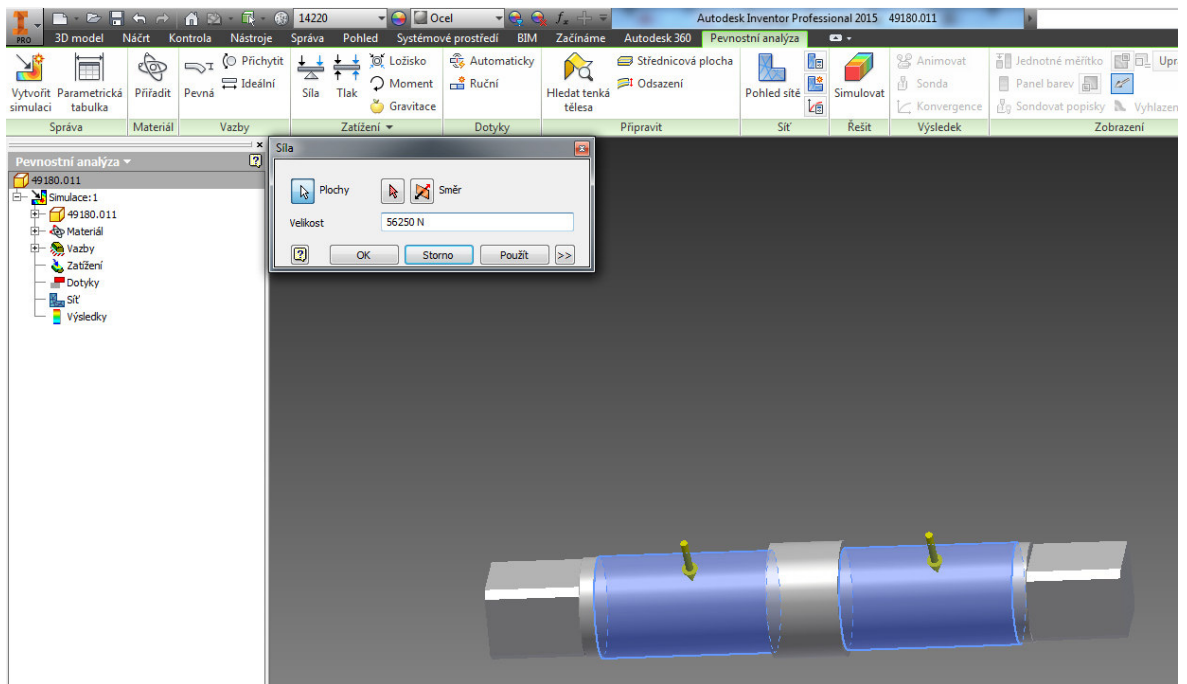 14220 Ocel fx Autodesk Inventor Professional 2015 49180.011
PRO 3D model Náčrt Kontrola Nástroje Správa Pohled Systémové prostředí BIM Začínáme Autodesk 360 Pevnostní analýza
Vytvořit simulaci
Parametrická tabulka
Správa
Přiřadit
Materiál
Pevná
Přichytit
Ideální
Vazby
Síla
Tlak
Ložisko
Moment
Gravitace
Zatížení
Automaticky
Ruční
Dotyky
Hledat tenká tělesa
Střednicová plocha
Odsazení
Připravit
Pohled sítě
Síť
Simulovat
Řešit
Animovat
Sonda
Konvergence
Výsledek
Jednotné měřítko
Upra
Panel barev
Sondovat popisky
Vyhlazen
Zobrazení
Pevnostní analýza
49180.011
Simulace:1
49180.011
Materiál
Vazby
Zatížení
Dotyky
Síť
Výsledky
Síla
Plochy Směr
Velikost 56250 N
OK Storno Použít >>